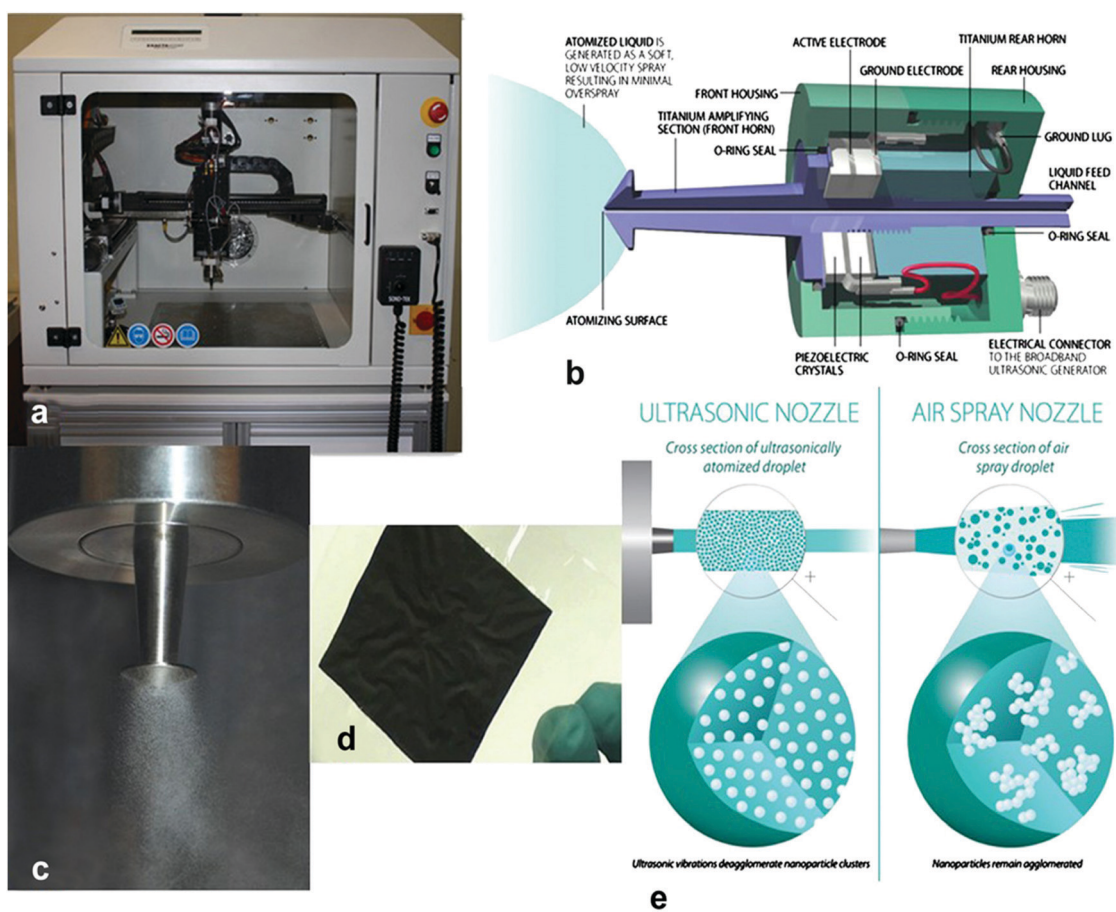 EXACTACOAT
SONO-TEK
a
ATOMIZED LIQUID IS
GENERATED AS A SOFT,
LOW VELOCITY SPRAY
RESULTING IN MINIMAL
OVERSPRAY
ACTIVE ELECTRODE
TITANIUM REAR HORN
GROUND ELECTRODE
REAR HOUSING
FRONT HOUSING
TITANIUM AMPLIFYING
SECTION (FRONT HORN)
O-RING SEAL
GROUND LUG
LIQUID FEED
CHANNEL
O-RING SEAL
ATOMIZING SURFACE
PIEZOELECTRIC
CRYSTALS
O-RING SEAL
ELECTRICAL CONNECTOR
TO THE BROADBAND
ULTRASONIC GENERATOR
b
c
d
ULTRASONIC NOZZLE
Cross section of ultrasonically
atomized droplet
Ultrasonic vibrations deagglomerate nanoparticle clusters
AIR SPRAY NOZZLE
Cross section of air
spray droplet
Nanoparticles remain agglomerated
e